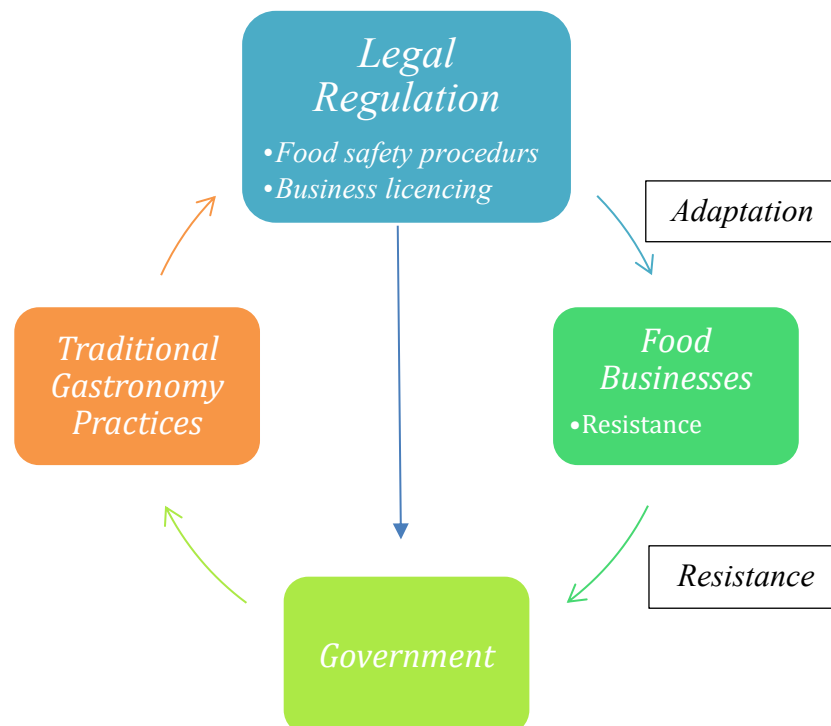 Legal
Regulation
•Food safety procedurs
•Business licencing
Adaptation
Traditional
Gastronomy
Practices
Food
Businesses
•Resistance
Resistance
Government